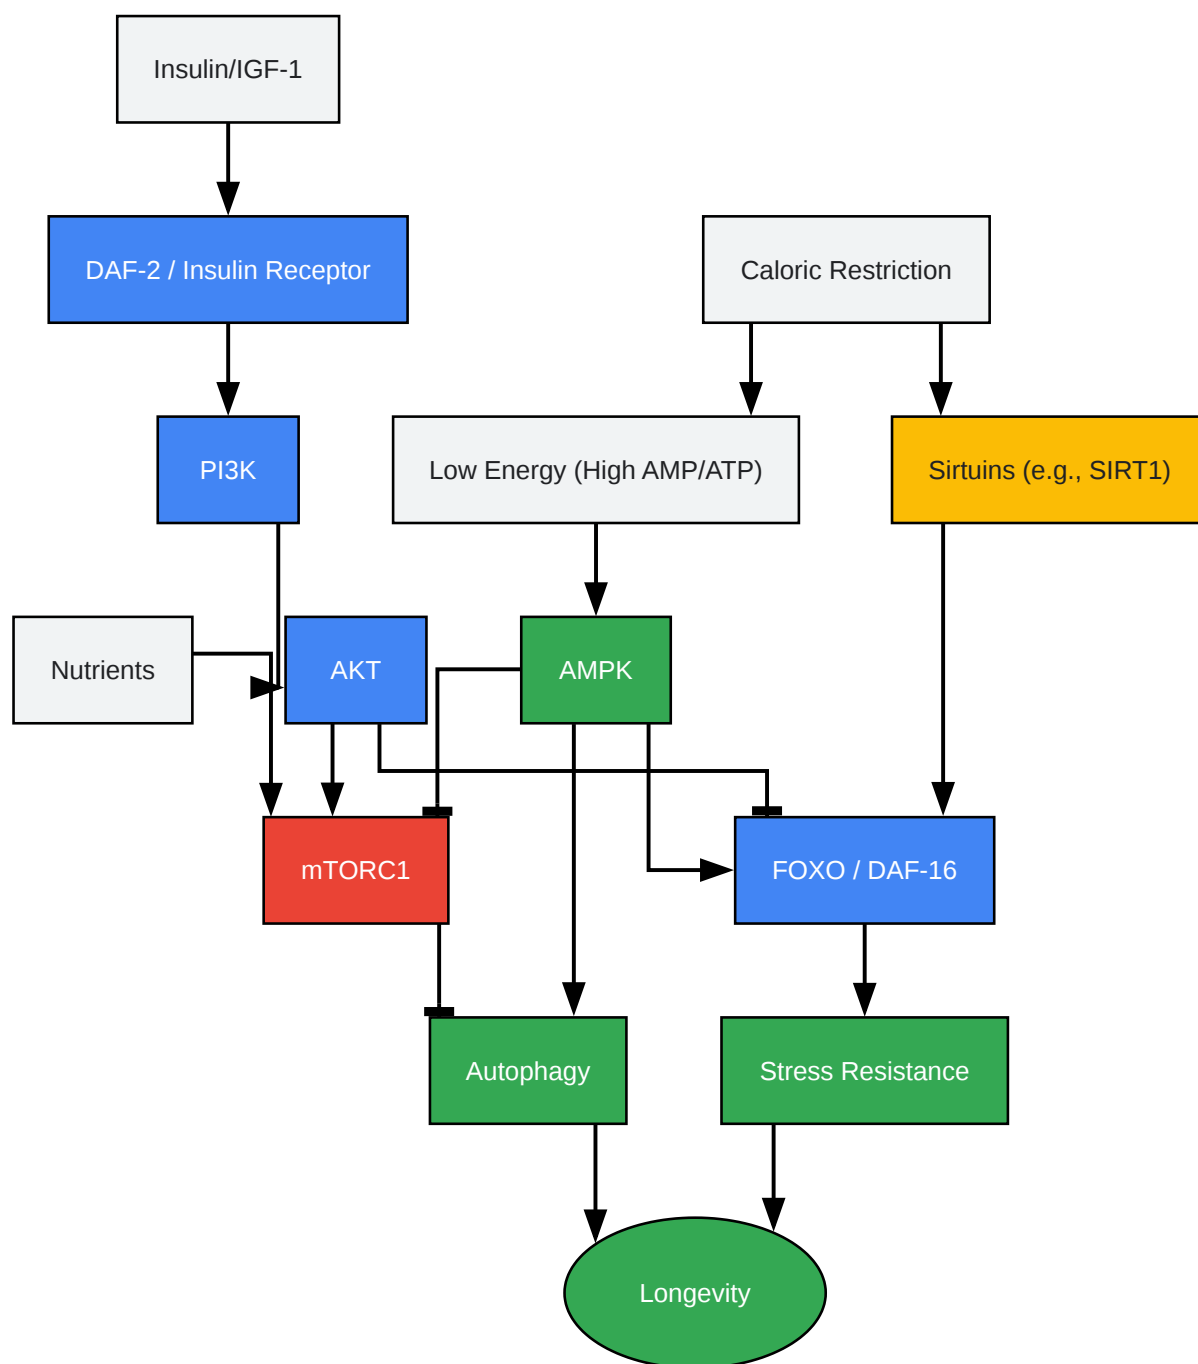 Insulin/IGF-1
DAF-2 / Insulin Receptor
Caloric Restriction
PI3K
Low Energy (High AMP/ATP)
Sirtuins (e.g., SIRT1)
Nutrients
AKT
AMPK
mTORC1
FOXO / DAF-16
Autophagy
Stress Resistance
Longevity